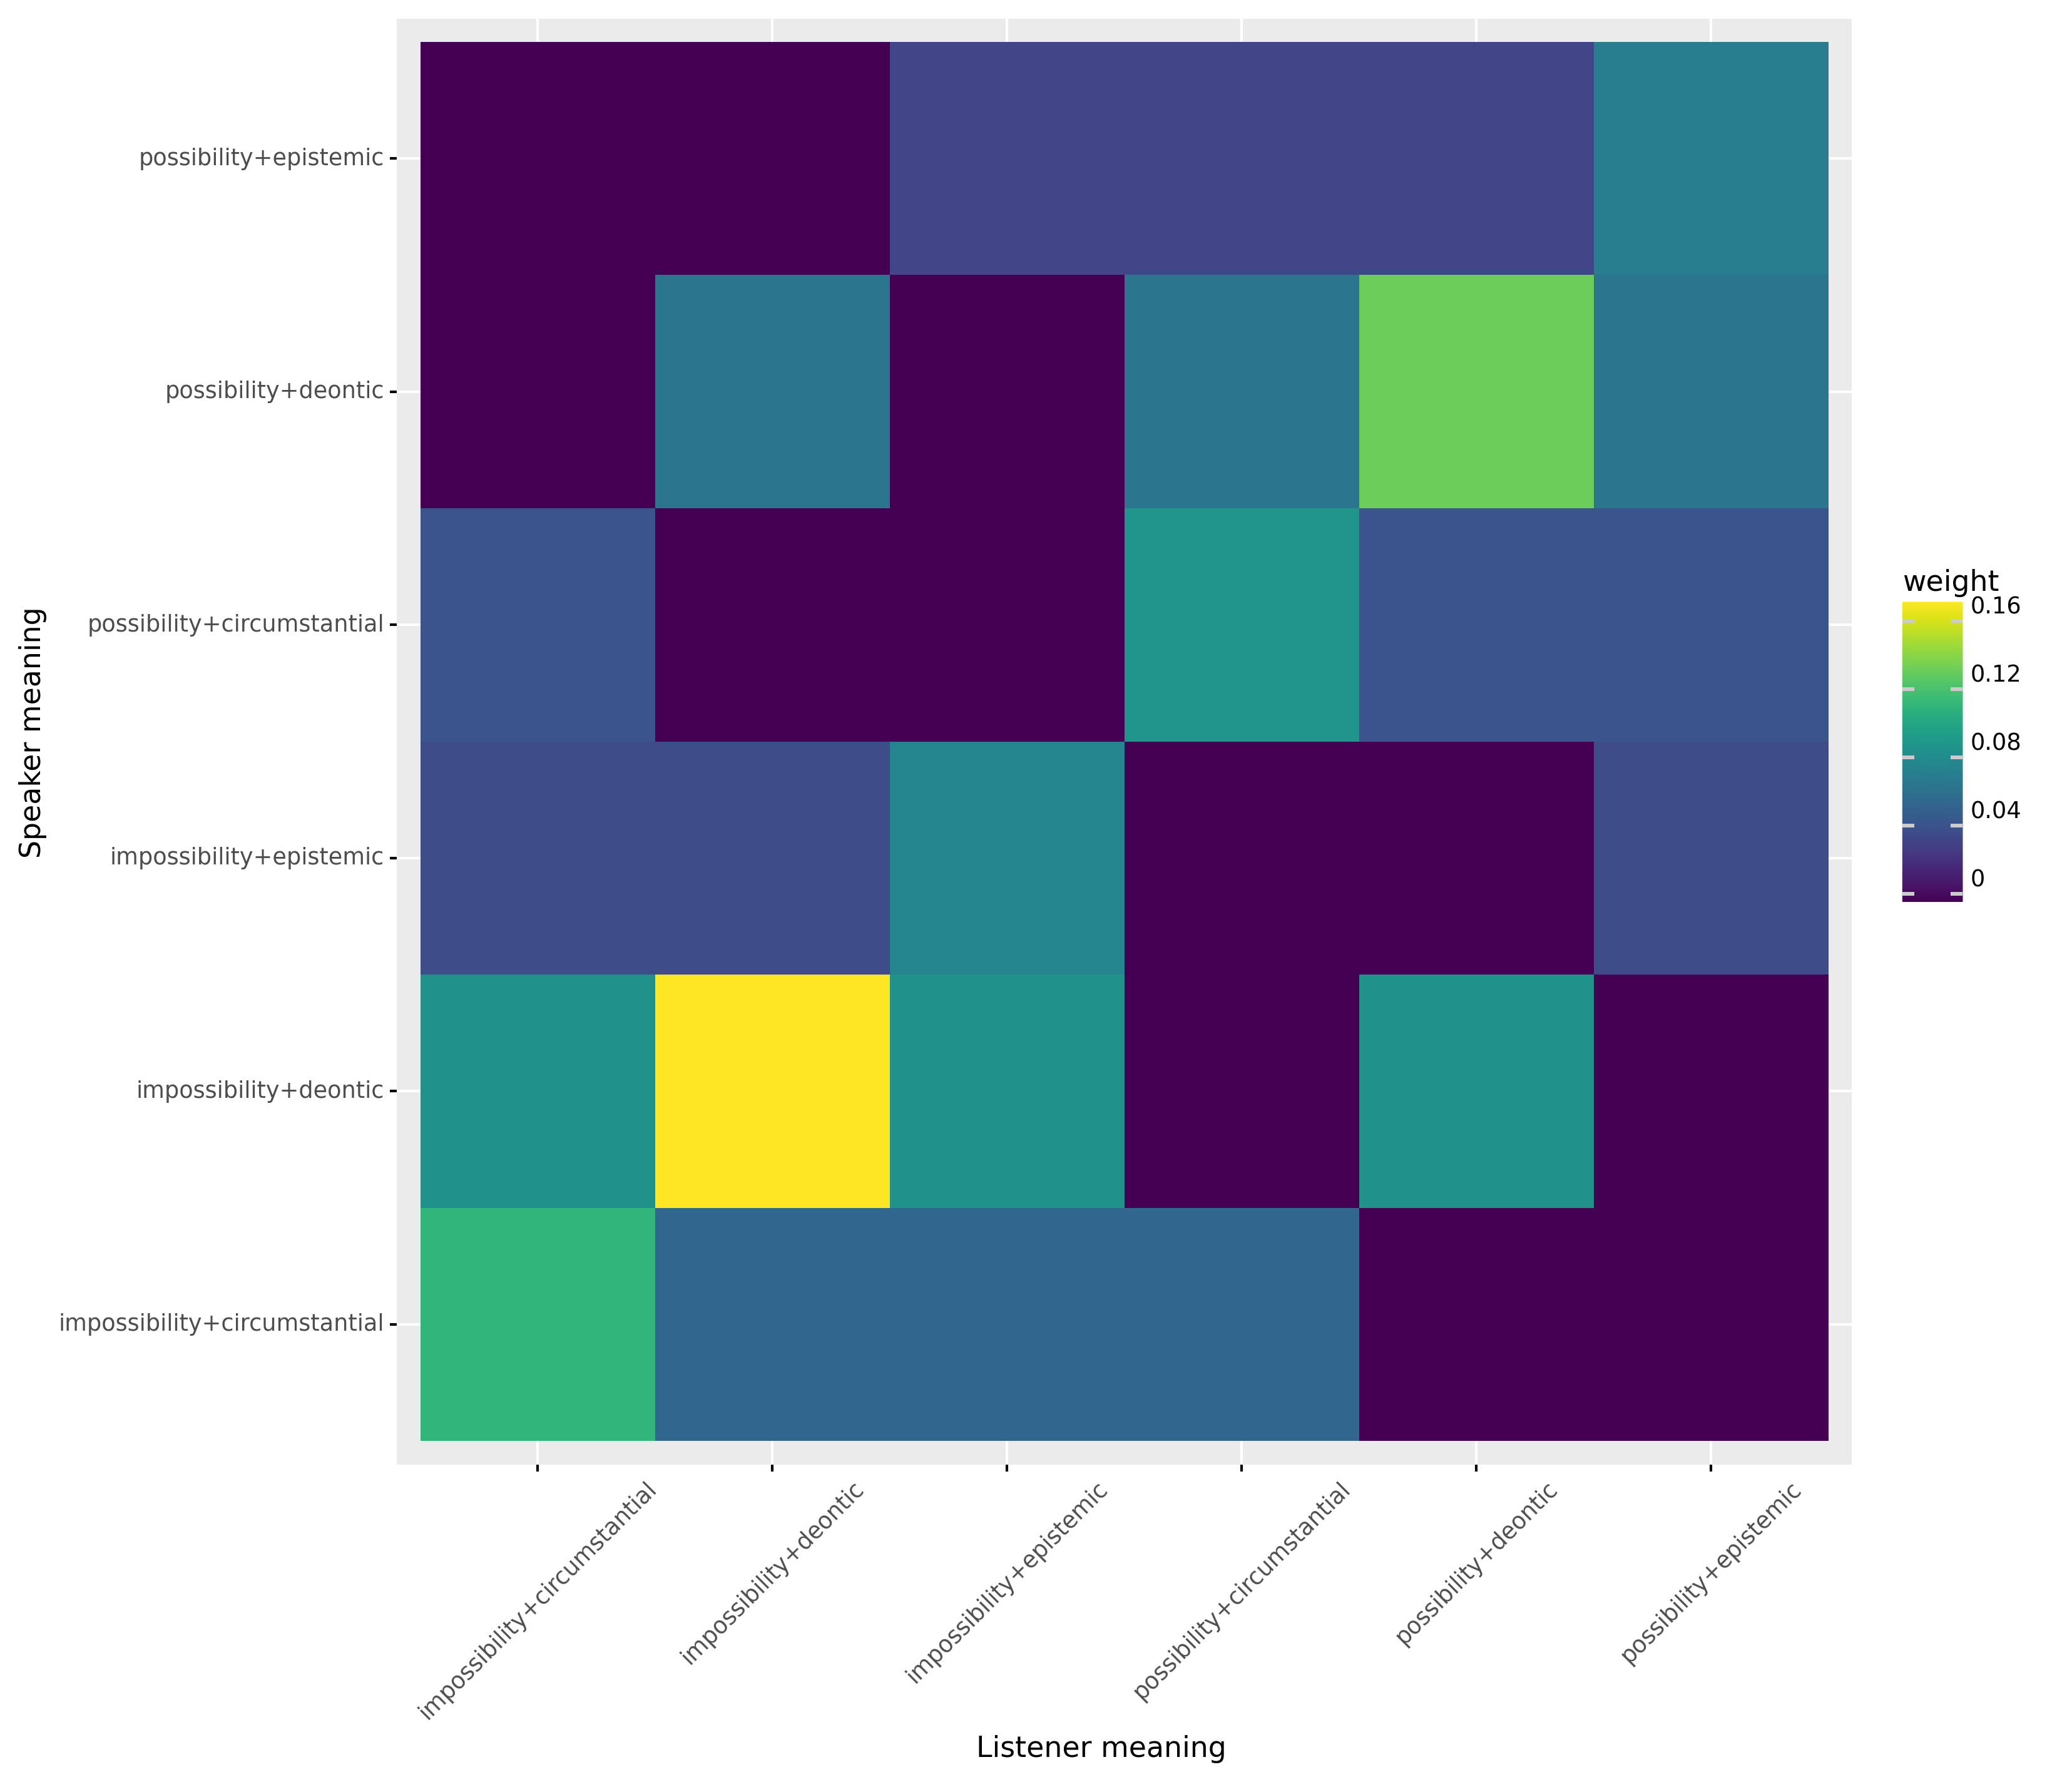 possibility+epistemic
possibility+deontic
possibility+circumstantial
impossibility+epistemic
impossibility+deontic
impossibility+circumstantial
Speaker meaning
weight
0.16
0.12
0.08
0.04
0
impossibility+circumstantial
impossibility+deontic
impossibility+epistemic
possibility+circumstantial
possibility+deontic
possibility+epistemic
Listener meaning